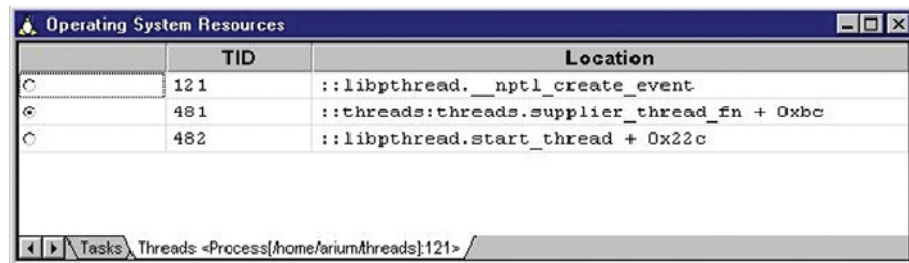 Operating System Resources
TID Location
121 ::libpthread.__nptl_create_event
481 ::threads:threads.supplier_thread_fn + 0xbc
482 ::libpthread.start_thread + 0x22c
Tasks Threads <Process[/home/arium/threads]:121>